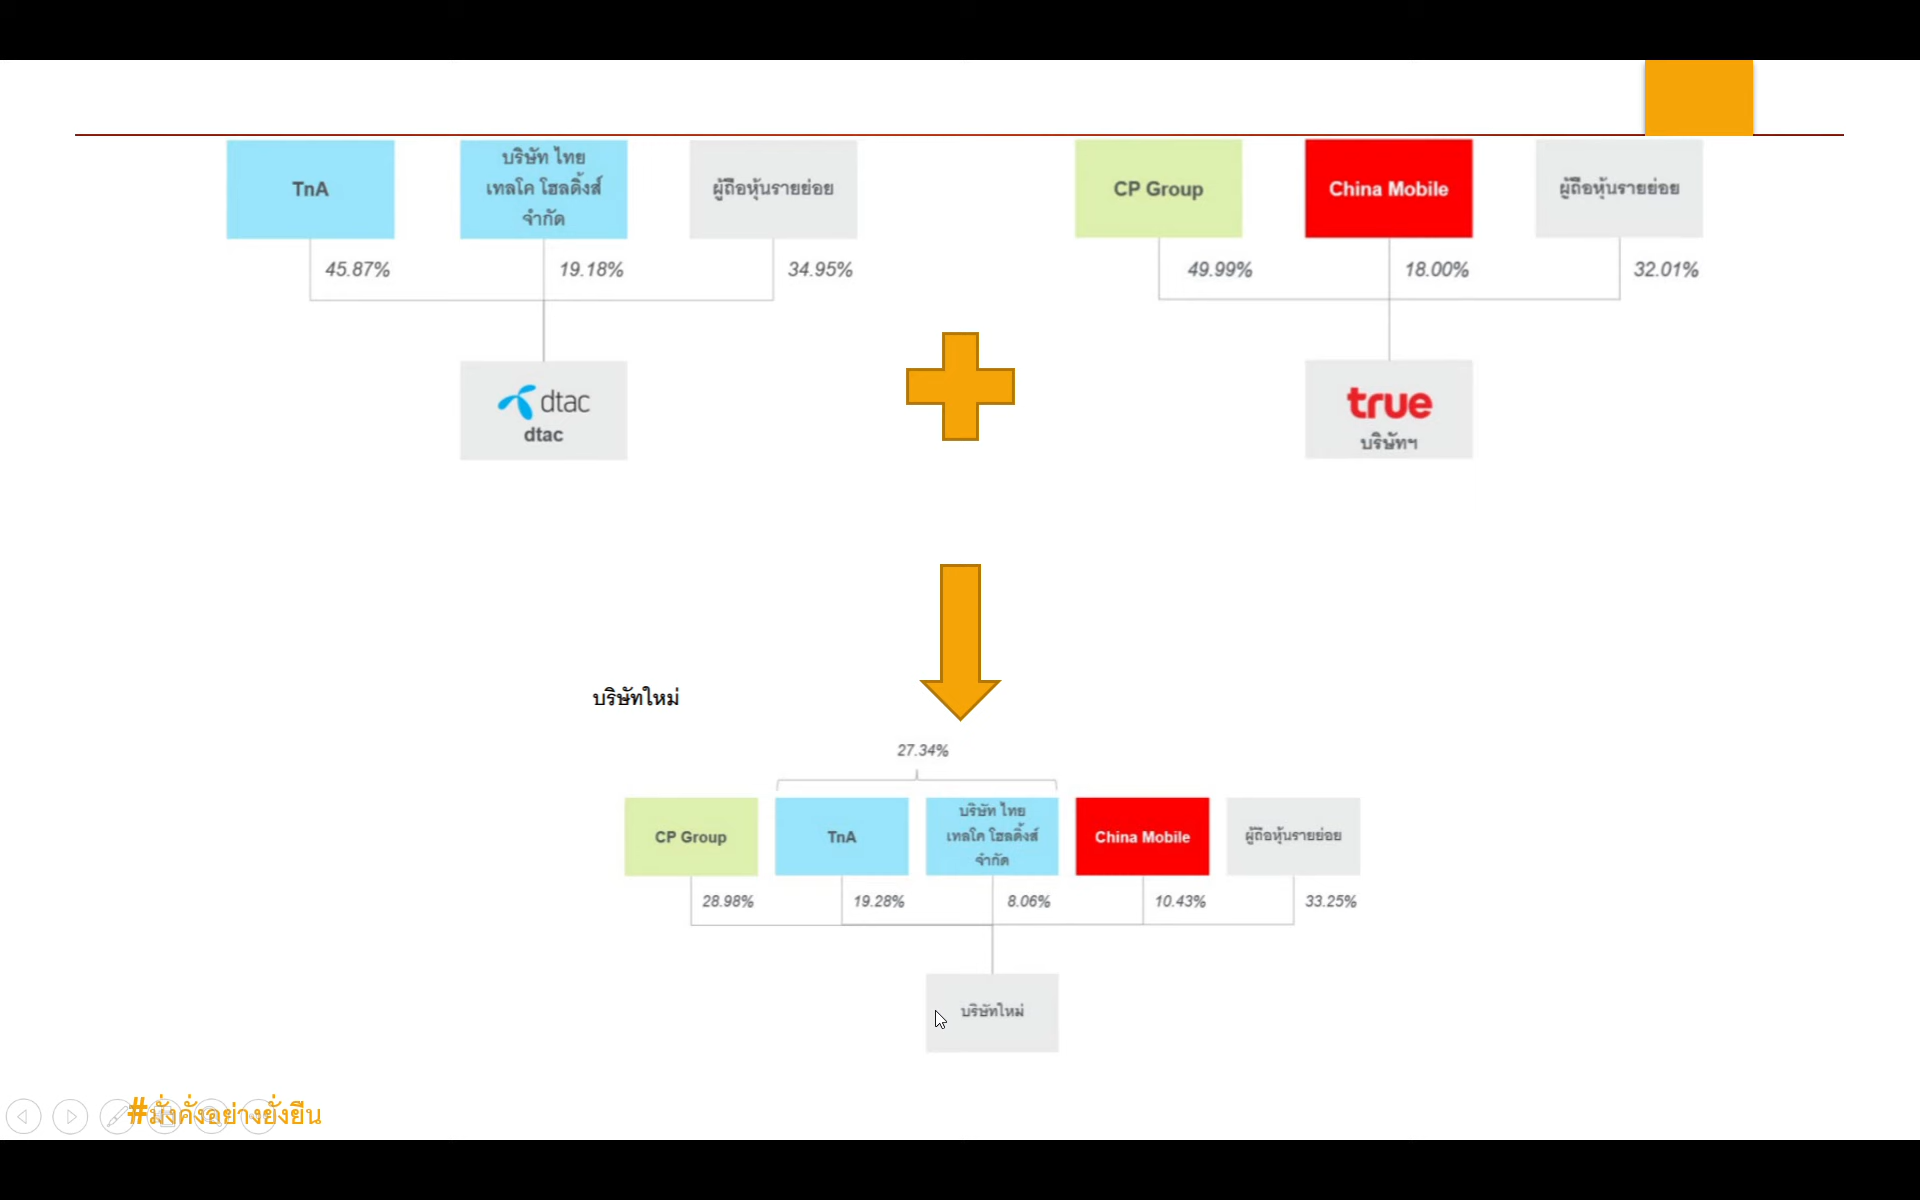 TnA
บริษัท ไทย
เทลโค โฮลดิ้งส์
จำกัด
ผู้ถือหุ้นรายย่อย
45.87%
19.18%
34.95%
dtac
dtac
CP Group
China Mobile
ผู้ถือหุ้นรายย่อย
49.99%
18.00%
32.01%
true
บริษัทฯ
บริษัทใหม่
27.34%
CP Group
TnA
บริษัท ไทย
เทลโค โฮลดิ้งส์
จำกัด
China Mobile
ผู้ถือหุ้นรายย่อย
28.98%
19.28%
8.06%
10.43%
33.25%
บริษัทใหม่
#มั่งคั่งอย่างยั่งยืน